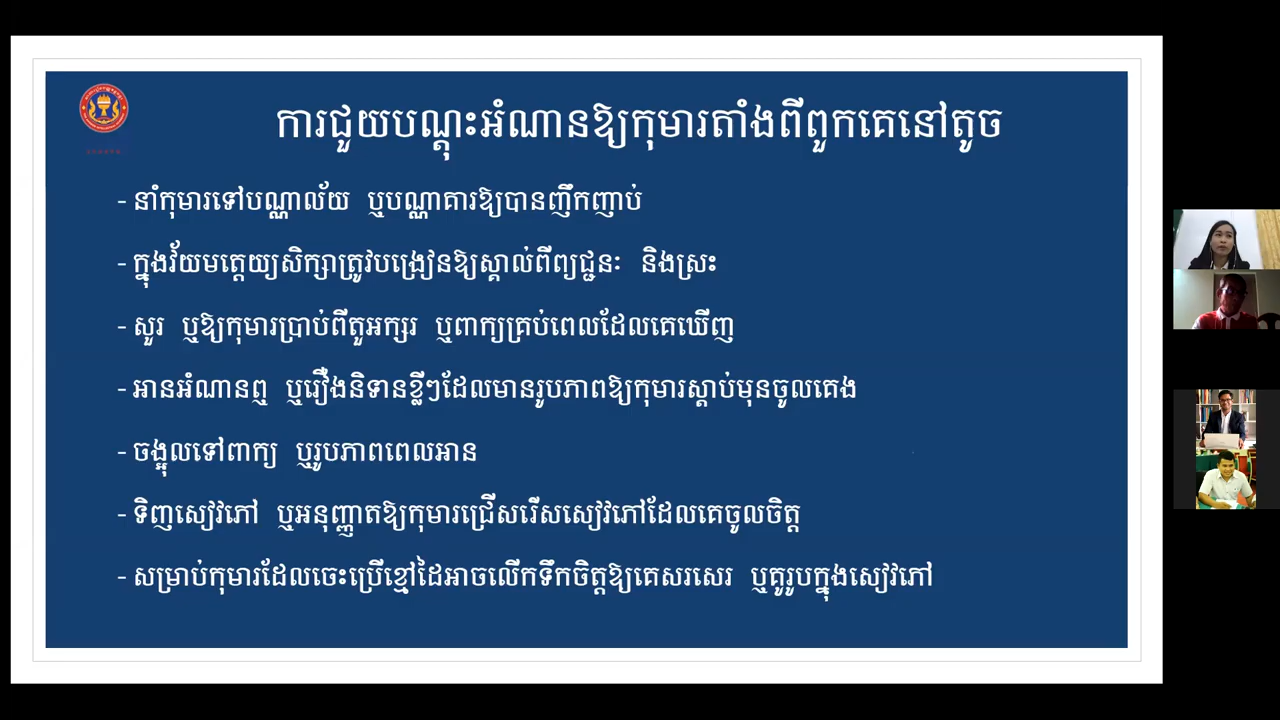 ការជួយបណ្តុះអំណានឱ្យកុមារតាំងពីពួកគេនៅតូច
- នាំកុមារទៅបណ្ណាល័យ ឬបណ្ណាគារឱ្យបានញឹកញាប់
- ក្នុងវ័យមត្តេយ្យសិក្សាត្រូវបង្រៀនឱ្យស្គាល់ពីព្យជ្ជនៈ និងស្រះ
- សួរ ឬឱ្យកុមារប្រាប់ពីតួអក្សរ ឬពាក្យគ្រប់ពេលដែលគេឃើញ
- អានអំណានឮ ឬរឿងនិទានខ្លីៗដែលមានរូបភាពឱ្យកុមារស្តាប់មុនចូលគេង
- ចង្អុលទៅពាក្យ ឬរូបភាពពេលអាន
- ទិញសៀវភៅ ឬអនុញ្ញាតឱ្យកុមារជ្រើសរើសសៀវភៅដែលគេចូលចិត្ត
- សម្រាប់កុមារដែលចេះប្រើខ្មៅដៃអាចលើកទឹកចិត្តឱ្យគេសរសេរ ឬគូរូបក្នុងសៀវភៅ